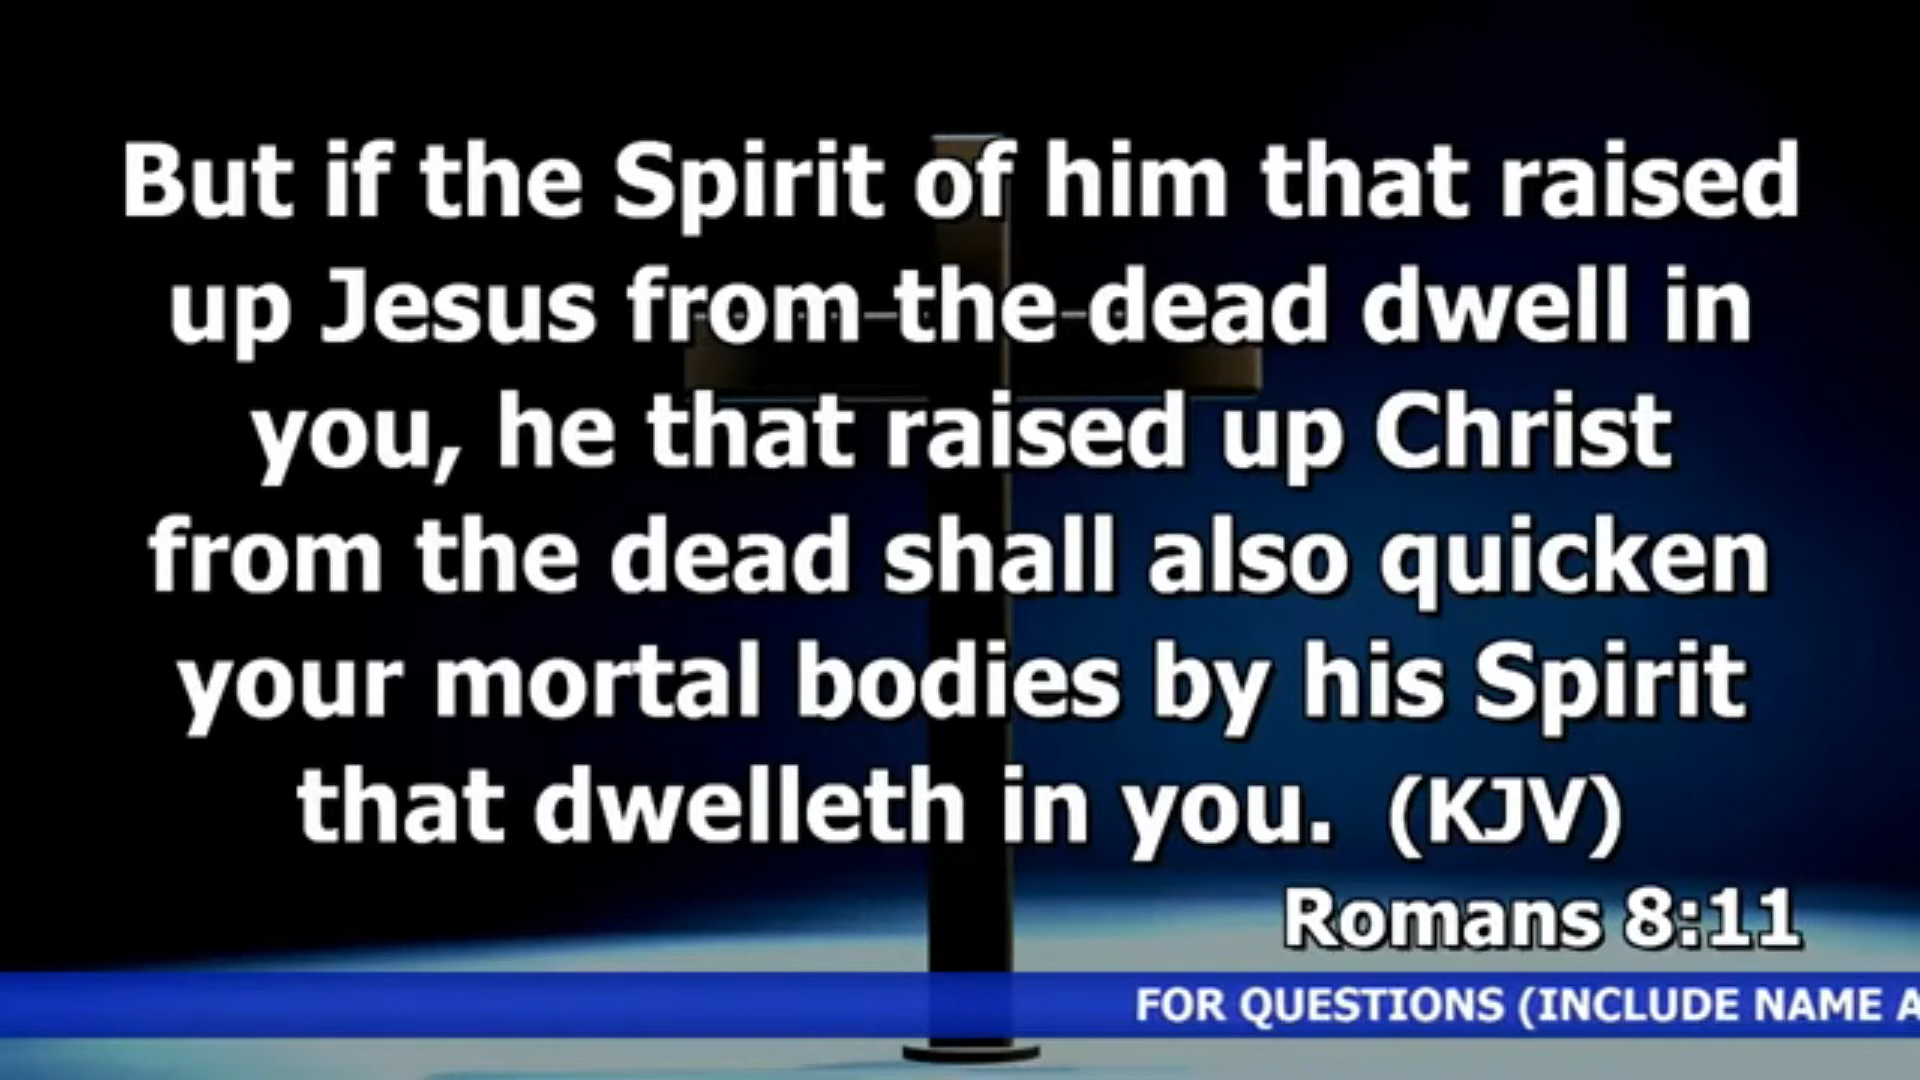 But if the Spirit of him that raised
up Jesus from the dead dwell in
you, he that raised up Christ
from the dead shall also quicken
your mortal bodies by his Spirit
that dwelleth in you.  (KJV)
Romans 8:11
FOR QUESTIONS (INCLUDE NAME A